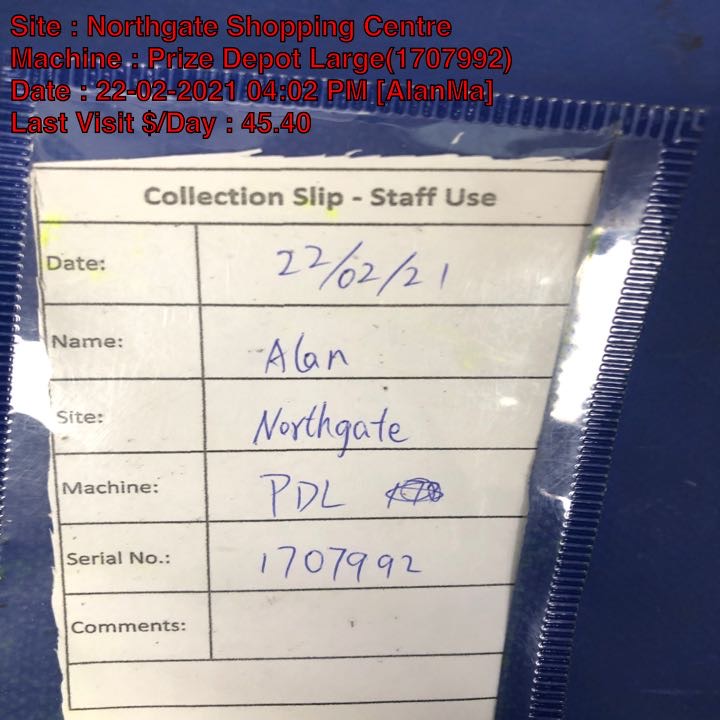 Site : Northgate Shopping Centre
Machine : Prize Depot Large(1707992)
Date : 22-02-2021 04:02 PM [AlanMa]
Last Visit $/Day : 45.40
Collection Slip - Staff Use
Date: 22/02/21
Name: Alan
Site: Northgate
Machine: PDL
Serial No.: 1707992
Comments: